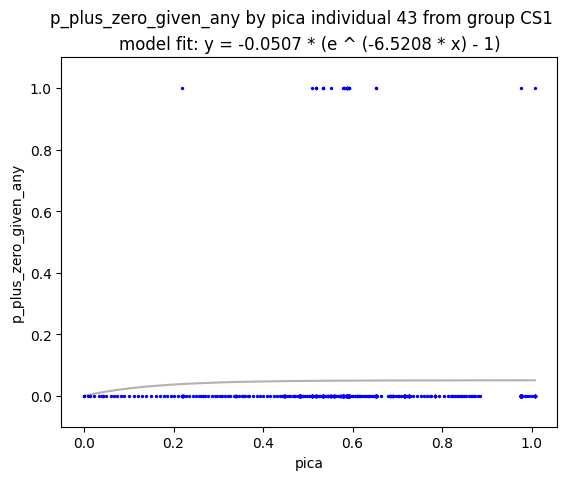 p_plus_zero_given_any by pica individual 43 from group CS1
model fit: y = -0.0507 * (e ^ (-6.5208 * x) - 1)
1.0
0.8
0.6
0.4
0.2
0.0
p_plus_zero_given_any
0.0 0.2 0.4 0.6 0.8 1.0
pica